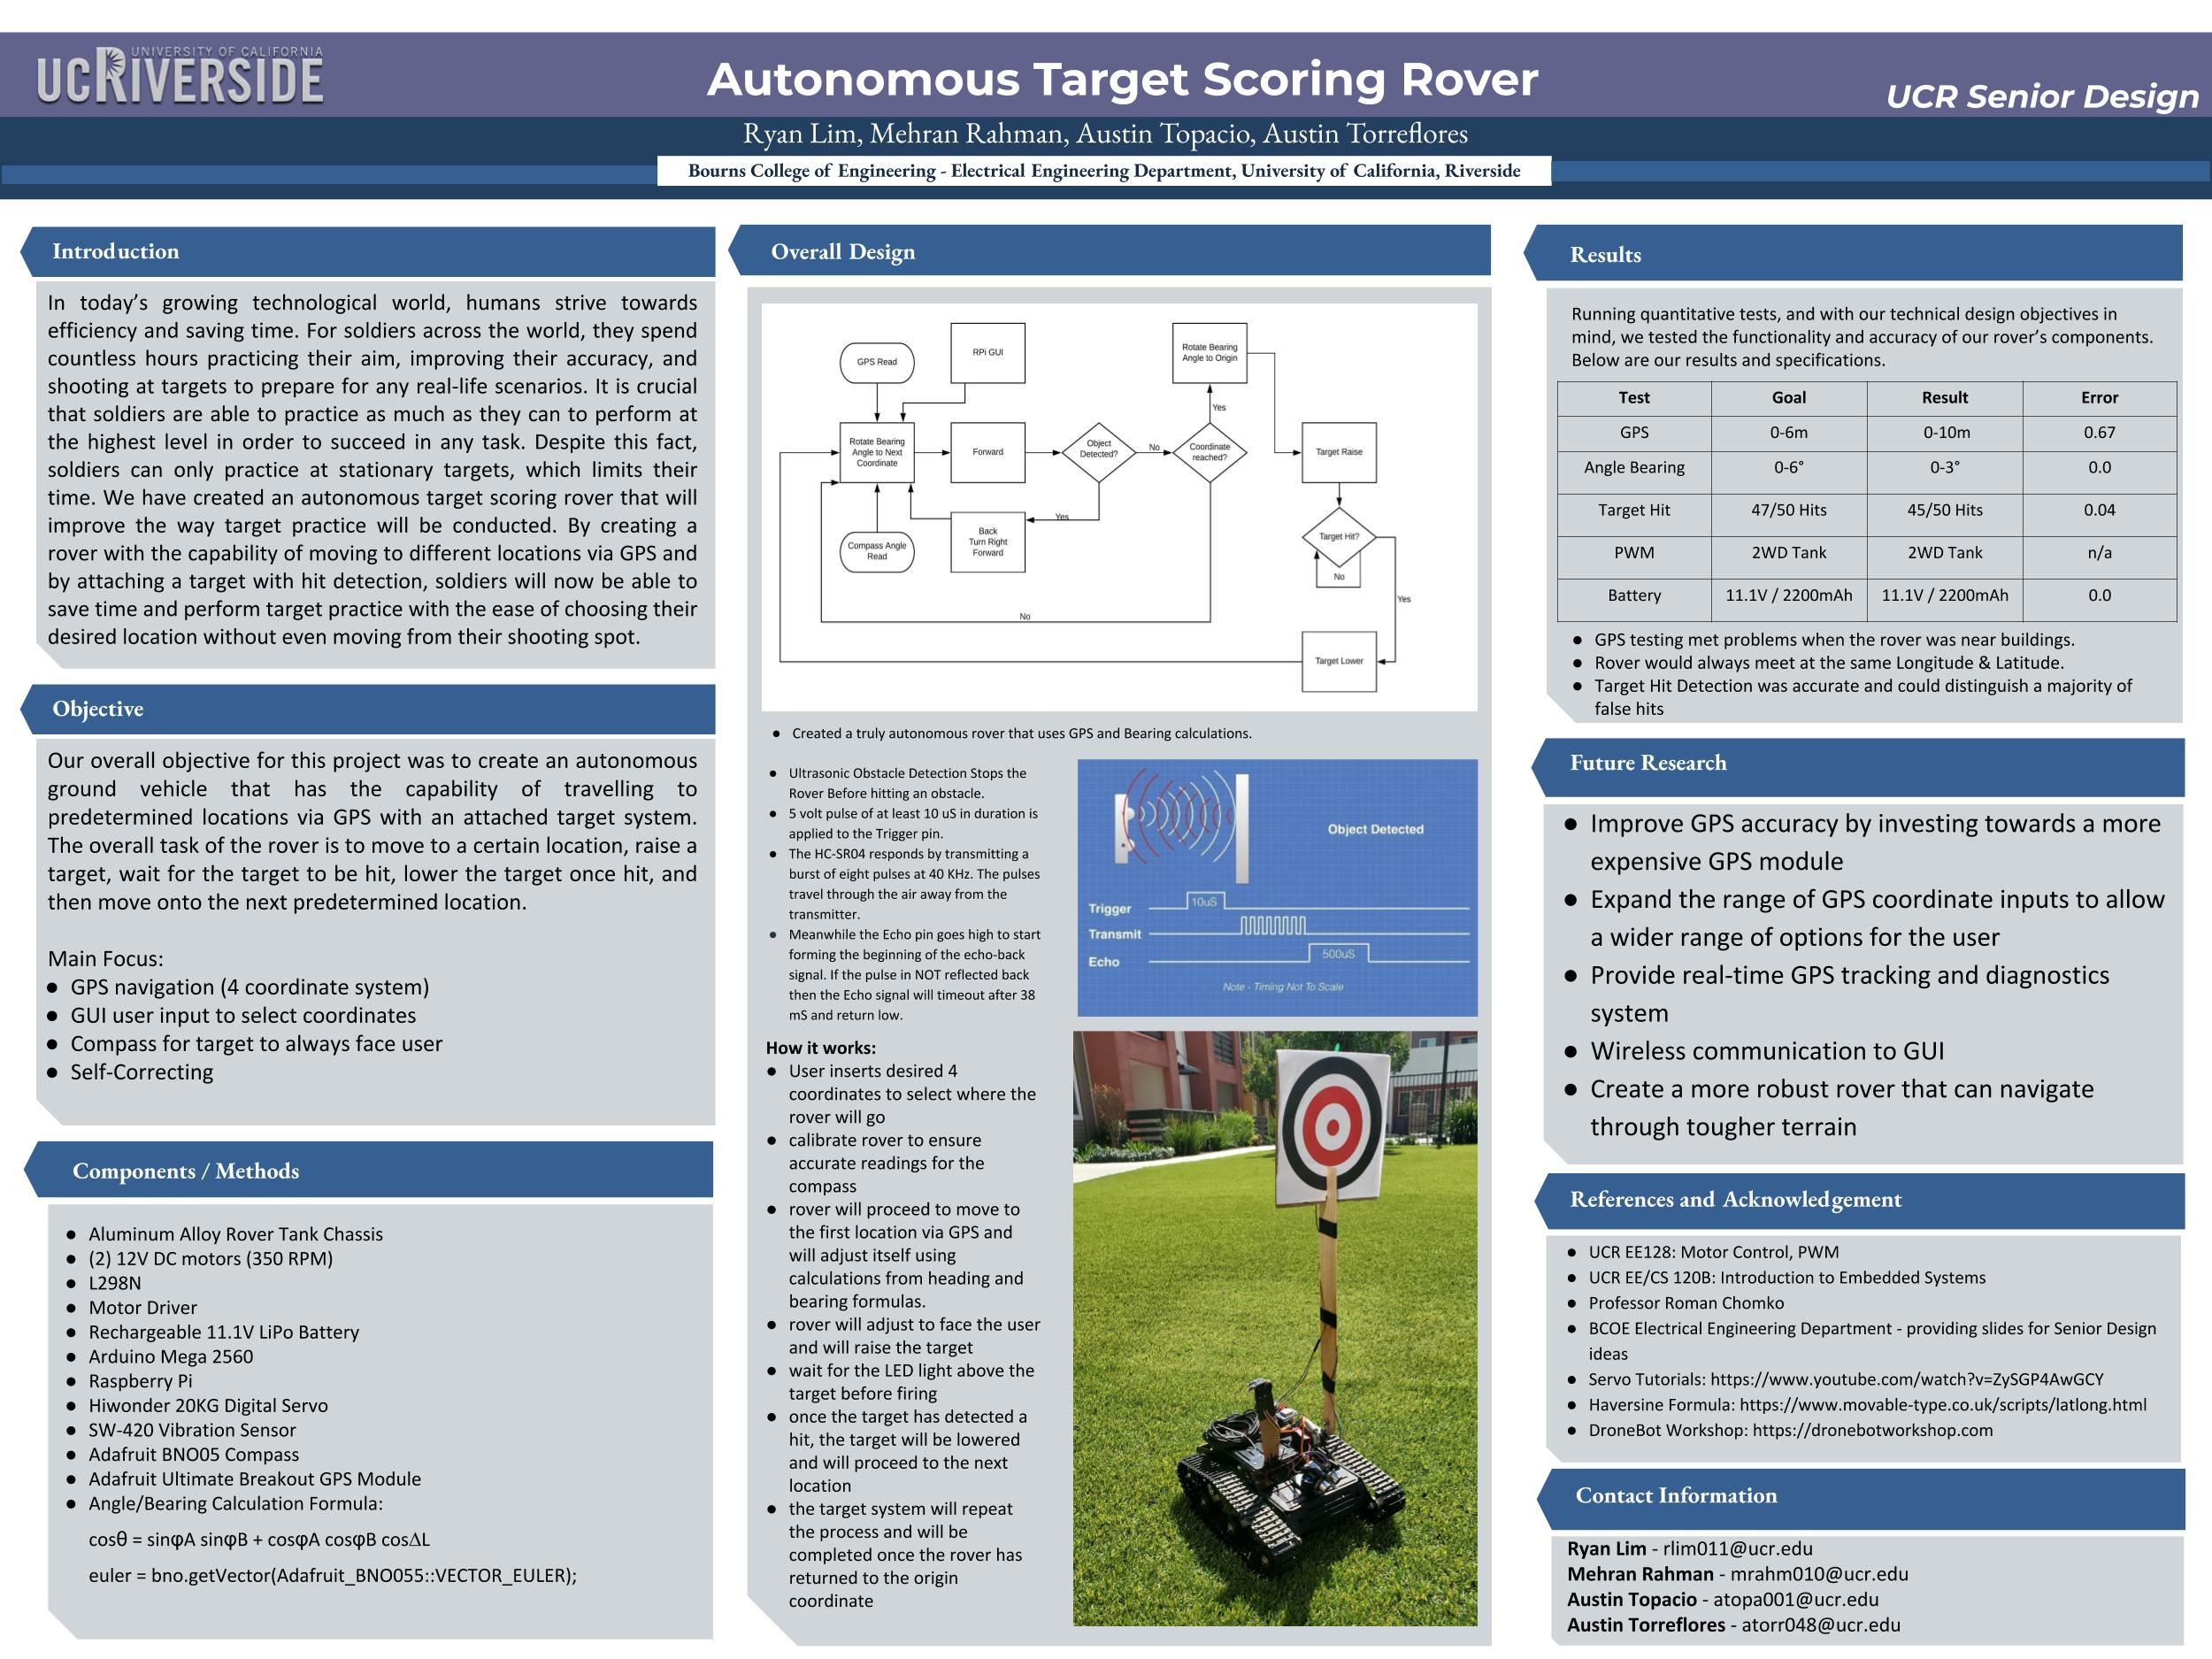 UNIVERSITY OF CALIFORNIA
UCRIVERSIDE
Autonomous Target Scoring Rover
UCR Senior Design
Ryan Lim, Mehran Rahman, Austin Topacio, Austin Torreflores
Bourns College of Engineering - Electrical Engineering Department, University of California, Riverside
Introduction
In today's growing technological world, humans strive towards
efficiency and saving time. For soldiers across the world, they spend
countless hours practicing their aim, improving their accuracy, and
shooting at targets to prepare for any real-life scenarios. It is crucial
that soldiers are able to practice as much as they can to perform at
the highest level in order to succeed in any task. Despite this fact,
soldiers can only practice at stationary targets, which limits their
time. We have created an autonomous target scoring rover that will
improve the way target practice will be conducted. By creating a
rover with the capability of moving to different locations via GPS and
by attaching a target with hit detection, soldiers will now be able to
save time and perform target practice with the ease of choosing their
desired location without even moving from their shooting spot.
Objective
Our overall objective for this project was to create an autonomous
ground vehicle that has the capability of travelling to
predetermined locations via GPS with an attached target system.
The overall task of the rover is to move to a certain location, raise a
target, wait for the target to be hit, lower the target once hit, and
then move onto the next predetermined location.
Main Focus:
● GPS navigation (4 coordinate system)
● GUI user input to select coordinates
● Compass for target to always face user
● Self-Correcting
Components / Methods
● Aluminum Alloy Rover Tank Chassis
● (2) 12V DC motors (350 RPM)
● L298N
● Motor Driver
● Rechargeable 11.1V LiPo Battery
● Arduino Mega 2560
● Raspberry Pi
● Hiwonder 20KG Digital Servo
● SW-420 Vibration Sensor
● Adafruit BNO05 Compass
● Adafruit Ultimate Breakout GPS Module
● Angle/Bearing Calculation Formula:
cosθ = sinφA sinφB + cosφA cosφB cosΔL
euler = bno.getVector(Adafruit_BNO055::VECTOR_EULER);
Overall Design
GPS Read
RPi GUI
Rotate Bearing
Angle to Origin
Yes
Rotate Bearing
Angle to Next
Coordinate
Forward
Object
Detected?
No
Coordinate
reached?
Target Raise
Yes
Back
Turn Right
Forward
Compass Angle
Read
Target Hit?
No
Yes
No
Target Lower
● Created a truly autonomous rover that uses GPS and Bearing calculations.
● Ultrasonic Obstacle Detection Stops the
Rover Before hitting an obstacle.
● 5 volt pulse of at least 10 uS in duration is
applied to the Trigger pin.
● The HC-SR04 responds by transmitting a
burst of eight pulses at 40 KHz. The pulses
travel through the air away from the
transmitter.
● Meanwhile the Echo pin goes high to start
forming the beginning of the echo-back
signal. If the pulse in NOT reflected back
then the Echo signal will timeout after 38
mS and return low.
Object Detected
Trigger
10uS
Transmit
Echo
500uS
Note - Timing Not To Scale
How it works:
● User inserts desired 4
coordinates to select where the
rover will go
● calibrate rover to ensure
accurate readings for the
compass
● rover will proceed to move to
the first location via GPS and
will adjust itself using
calculations from heading and
bearing formulas.
● rover will adjust to face the user
and will raise the target
● wait for the LED light above the
target before firing
● once the target has detected a
hit, the target will be lowered
and will proceed to the next
location
● the target system will repeat
the process and will be
completed once the rover has
returned to the origin
coordinate
Results
Running quantitative tests, and with our technical design objectives in
mind, we tested the functionality and accuracy of our rover's components.
Below are our results and specifications.
Test Goal Result Error
GPS 0-6m 0-10m 0.67
Angle Bearing 0-6° 0-3° 0.0
Target Hit 47/50 Hits 45/50 Hits 0.04
PWM 2WD Tank 2WD Tank n/a
Battery 11.1V / 2200mAh 11.1V / 2200mAh 0.0
● GPS testing met problems when the rover was near buildings.
● Rover would always meet at the same Longitude & Latitude.
● Target Hit Detection was accurate and could distinguish a majority of
false hits
Future Research
● Improve GPS accuracy by investing towards a more
expensive GPS module
● Expand the range of GPS coordinate inputs to allow
a wider range of options for the user
● Provide real-time GPS tracking and diagnostics
system
● Wireless communication to GUI
● Create a more robust rover that can navigate
through tougher terrain
References and Acknowledgement
● UCR EE128: Motor Control, PWM
● UCR EE/CS 120B: Introduction to Embedded Systems
● Professor Roman Chomko
● BCOE Electrical Engineering Department - providing slides for Senior Design
ideas
● Servo Tutorials: https://www.youtube.com/watch?v=ZySGP4AwGCY
● Haversine Formula: https://www.movable-type.co.uk/scripts/latlong.html
● DroneBot Workshop: https://dronebotworkshop.com
Contact Information
Ryan Lim - rlim011@ucr.edu
Mehran Rahman - mrahm010@ucr.edu
Austin Topacio - atopa001@ucr.edu
Austin Torreflores - atorr048@ucr.edu